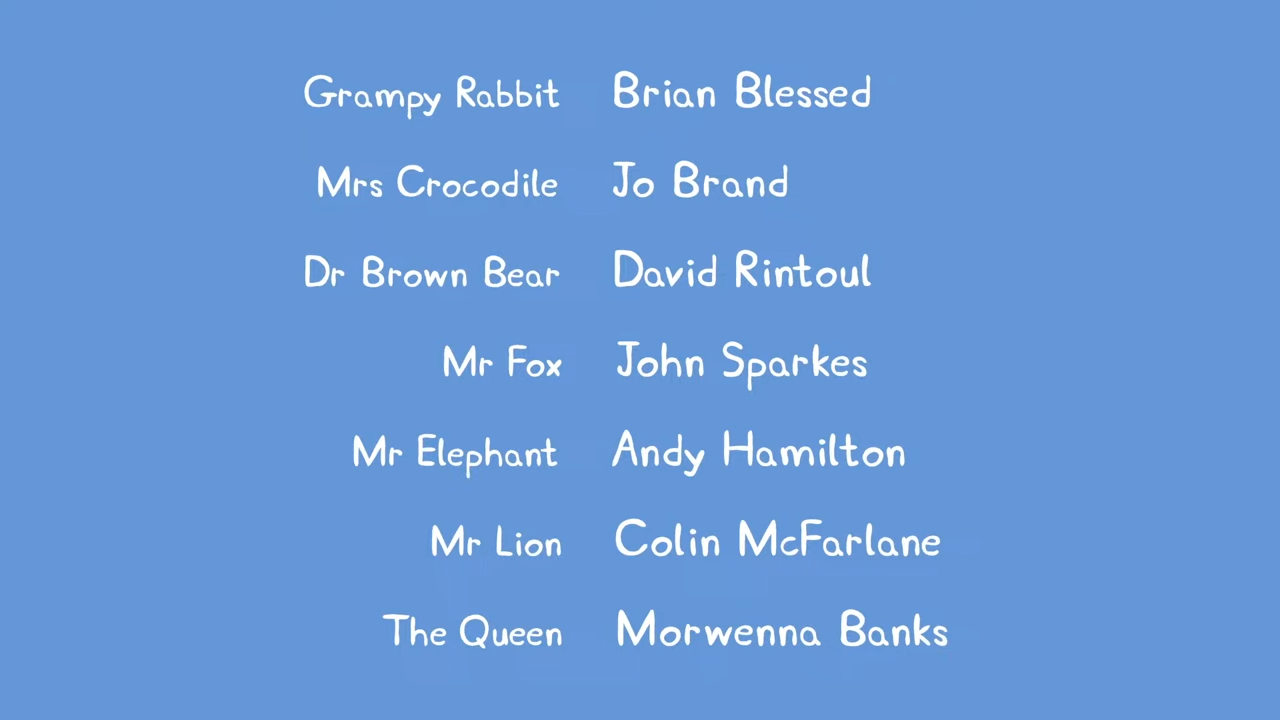 Grampy Rabbit Brian Blessed
Mrs Crocodile Jo Brand
Dr Brown Bear David Rintoul
Mr Fox John Sparkes
Mr Elephant Andy Hamilton
Mr Lion Colin McFarlane
The Queen Morwenna Banks